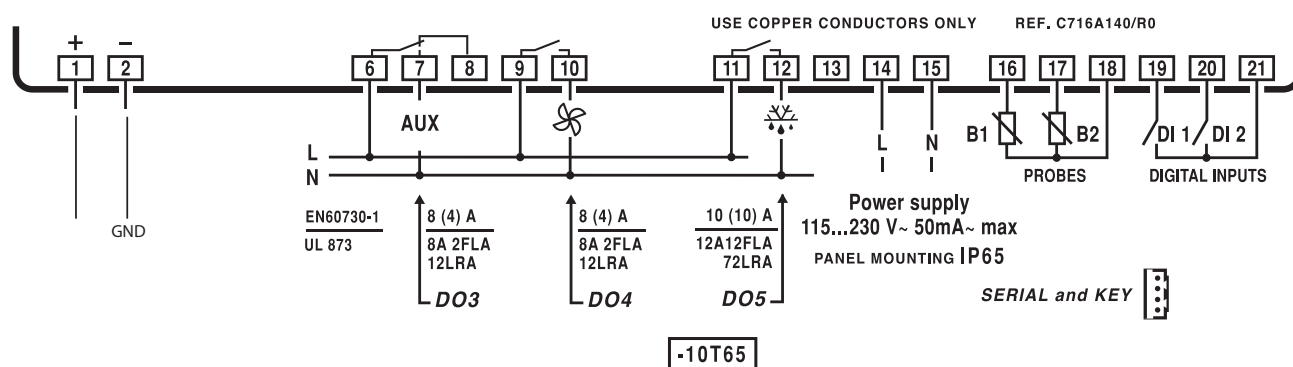 USE COPPER CONDUCTORS ONLY REF. C716A140/R0
+ −
1 2 6 7 8 9 10 11 12 13 14 15 16 17 18 19 20 21
AUX
B1 B2 DI 1 DI 2
L N
L
N
PROBES DIGITAL INPUTS
GND
EN60730-1
UL 873
8 (4) A
8A 2FLA
12LRA
DO3
8 (4) A
8A 2FLA
12LRA
DO4
10 (10) A
12A12FLA
72LRA
DO5
Power supply
115...230 V~ 50mA~ max
PANEL MOUNTING IP65
SERIAL and KEY
-10T65